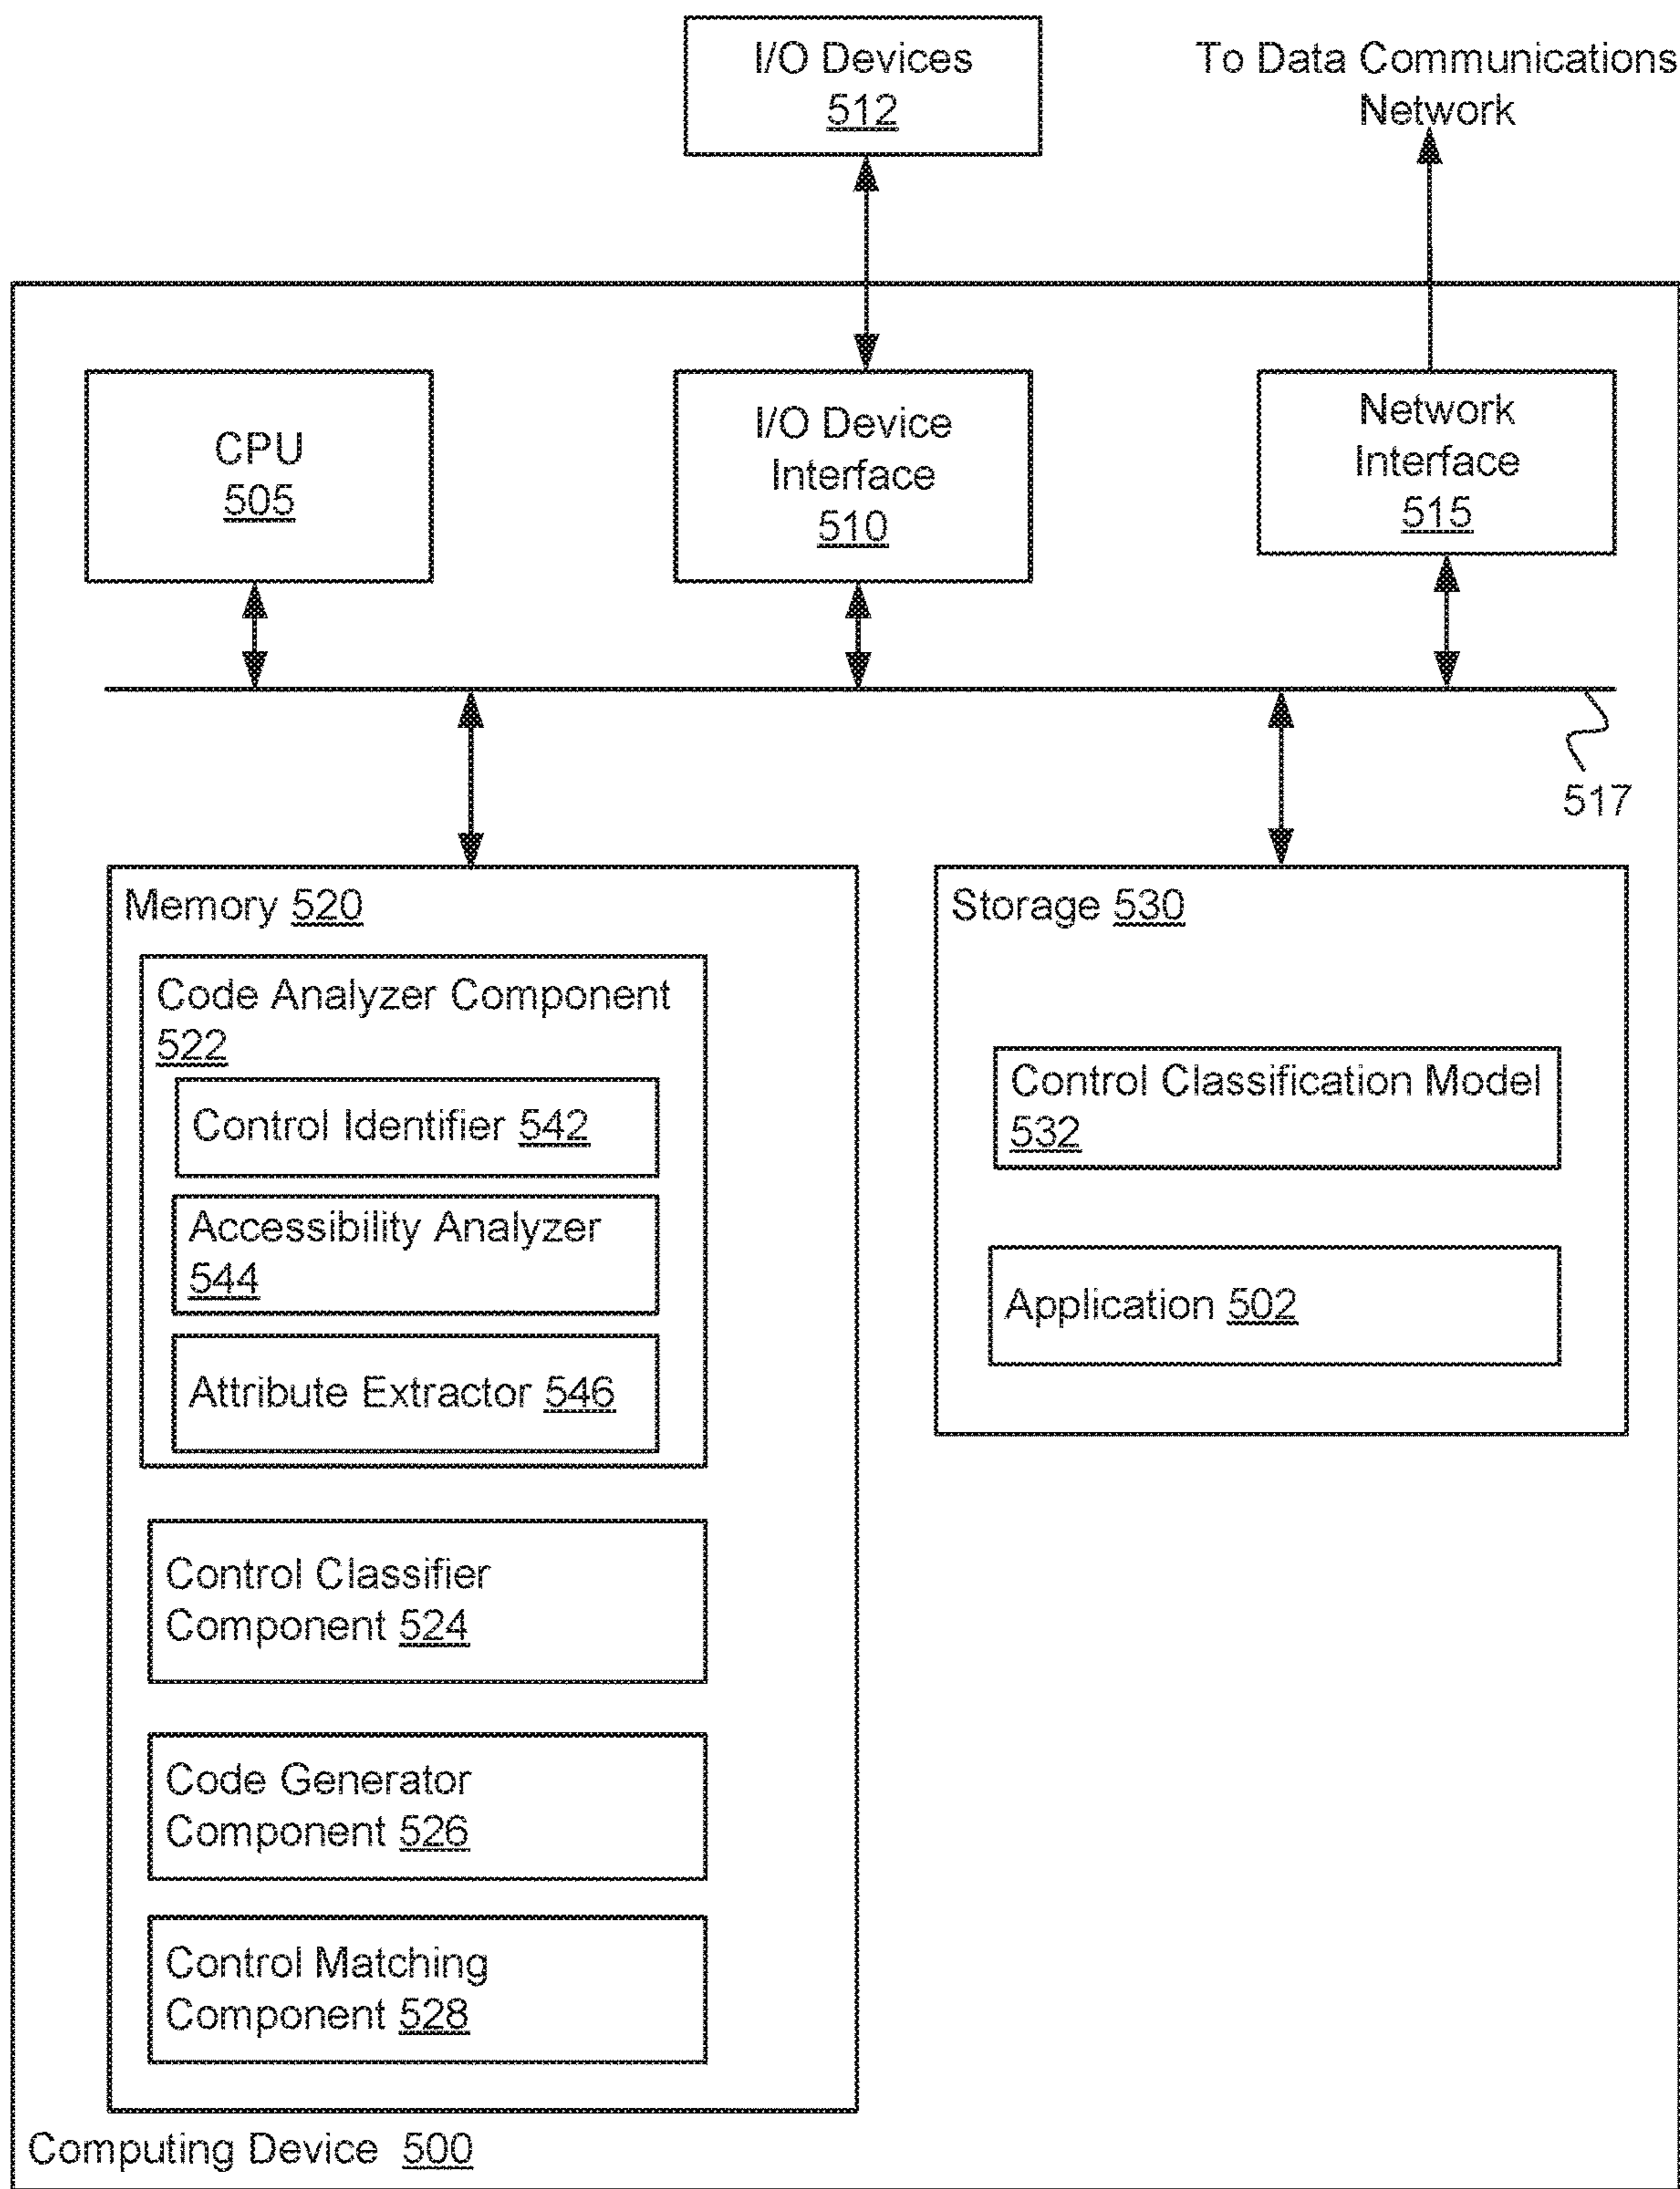 I/O Devices
512
To Data Communications
Network
CPU
505
I/O Device
Interface
510
Network
Interface
515
517
Memory 520
Code Analyzer Component
522
Control Identifier 542
Accessibility Analyzer
544
Attribute Extractor 546
Control Classifier
Component 524
Code Generator
Component 526
Control Matching
Component 528
Storage 530
Control Classification Model
532
Application 502
Computing Device 500